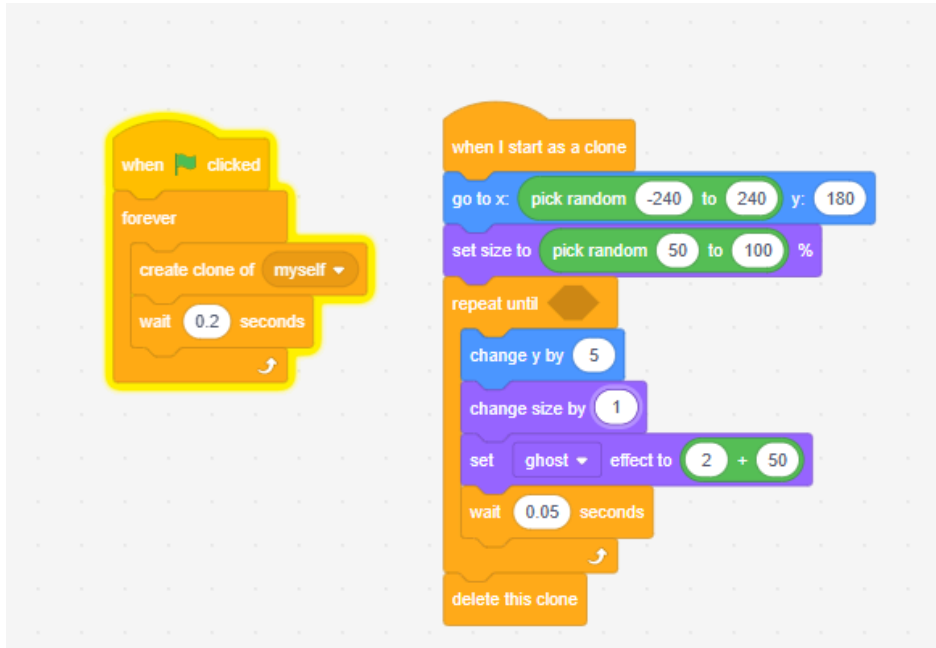 when clicked
forever
create clone of myself
wait 0.2 seconds
when I start as a clone
go to x: pick random -240 to 240 y: 180
set size to pick random 50 to 100 %
repeat until
change y by 5
change size by 1
set ghost effect to 2 + 50
wait 0.05 seconds
delete this clone